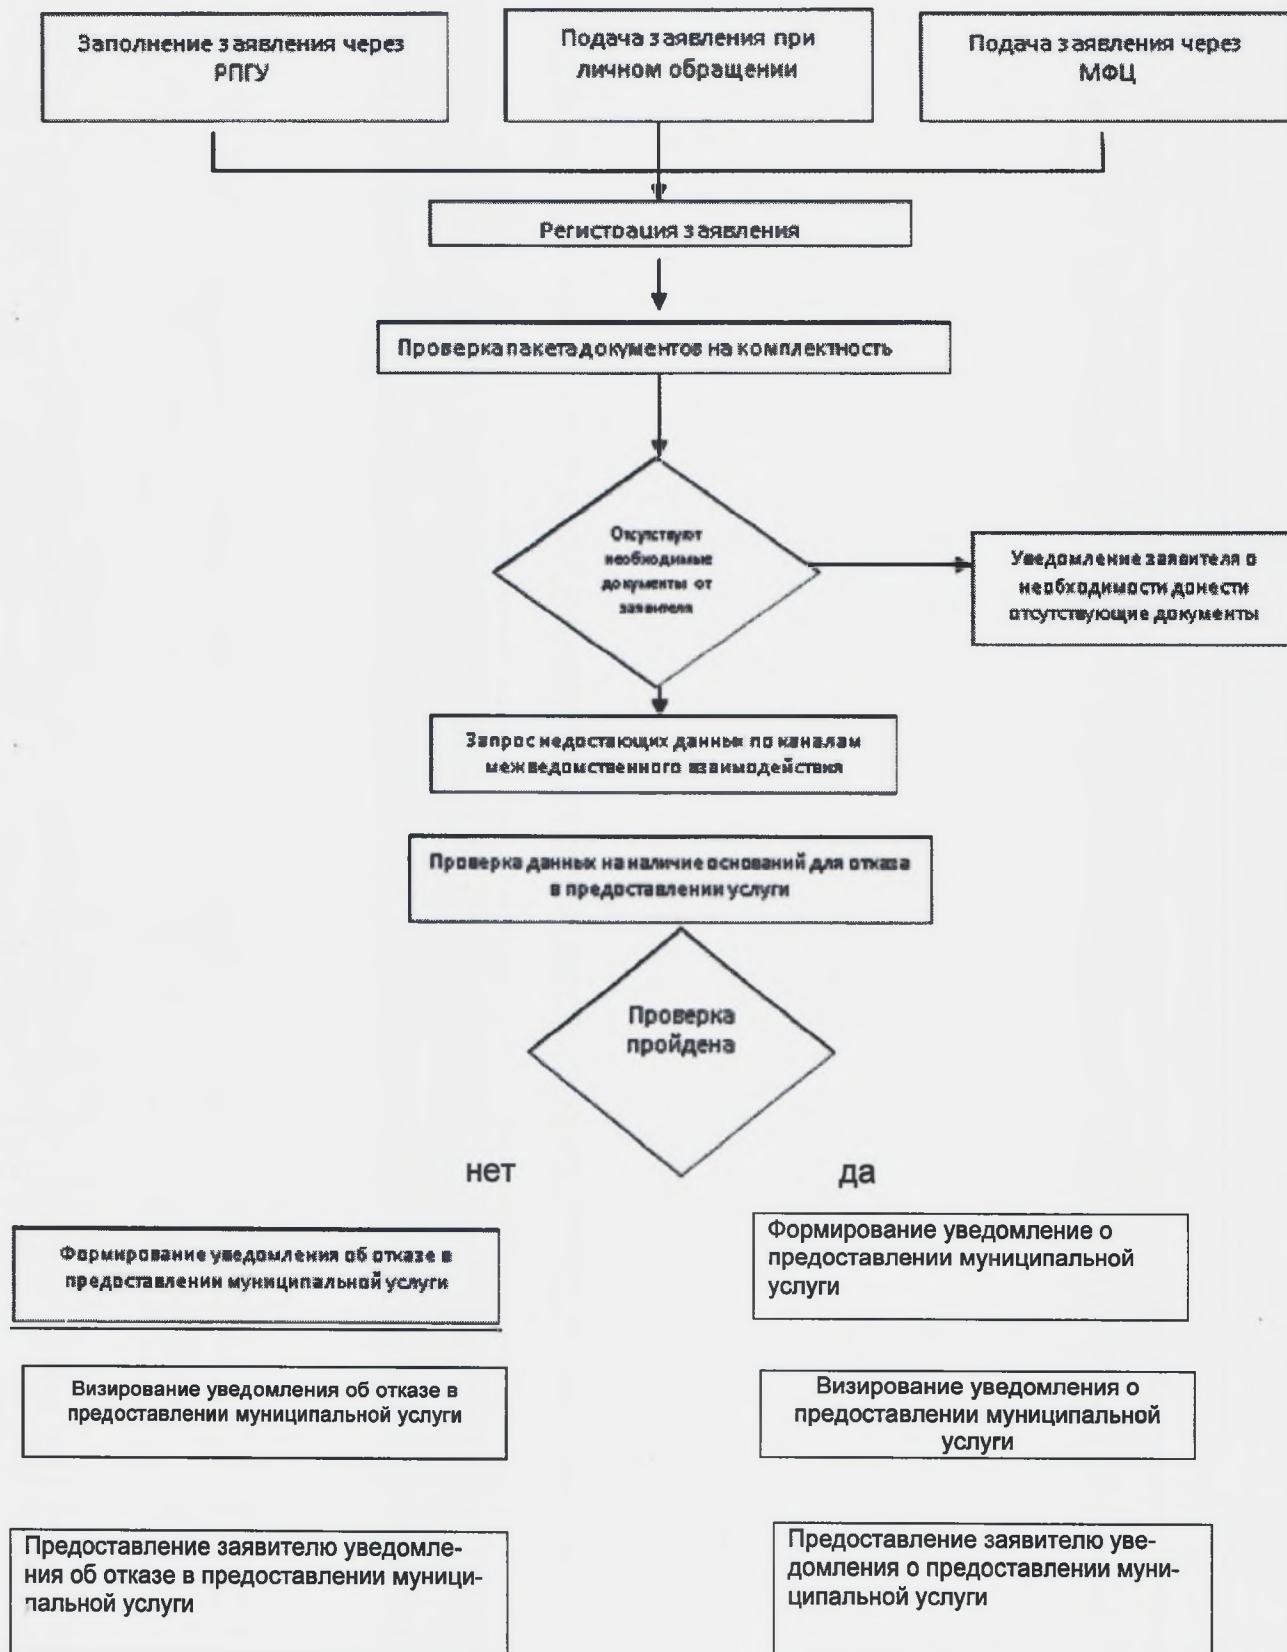 Заполнение заявления через
РПГУ
Подача заявления при
личном обращении
Подача заявления через
МФЦ
Регистрация заявления
Проверка пакета документов на комплектность
Отсутствуют
необходимые
документы от
заявителя
Уведомление заявителя о
необходимости донести
отсутствующие документы
Запрос недостающих данных по каналам
межведомственного взаимодействия
Проверка данных на наличие оснований для отказа
в предоставлении услуги
Проверка
пройдена
нет
да
Формирование уведомления об отказе в
предоставлении муниципальной услуги
Формирование уведомление о
предоставлении муниципальной
услуги
Визирование уведомления об отказе в
предоставлении муниципальной услуги
Визирование уведомления о
предоставлении муниципальной
услуги
Предоставление заявителю уведомле-
ния об отказе в предоставлении муници-
пальной услуги
Предоставление заявителю уве-
домления о предоставлении муни-
ципальной услуги